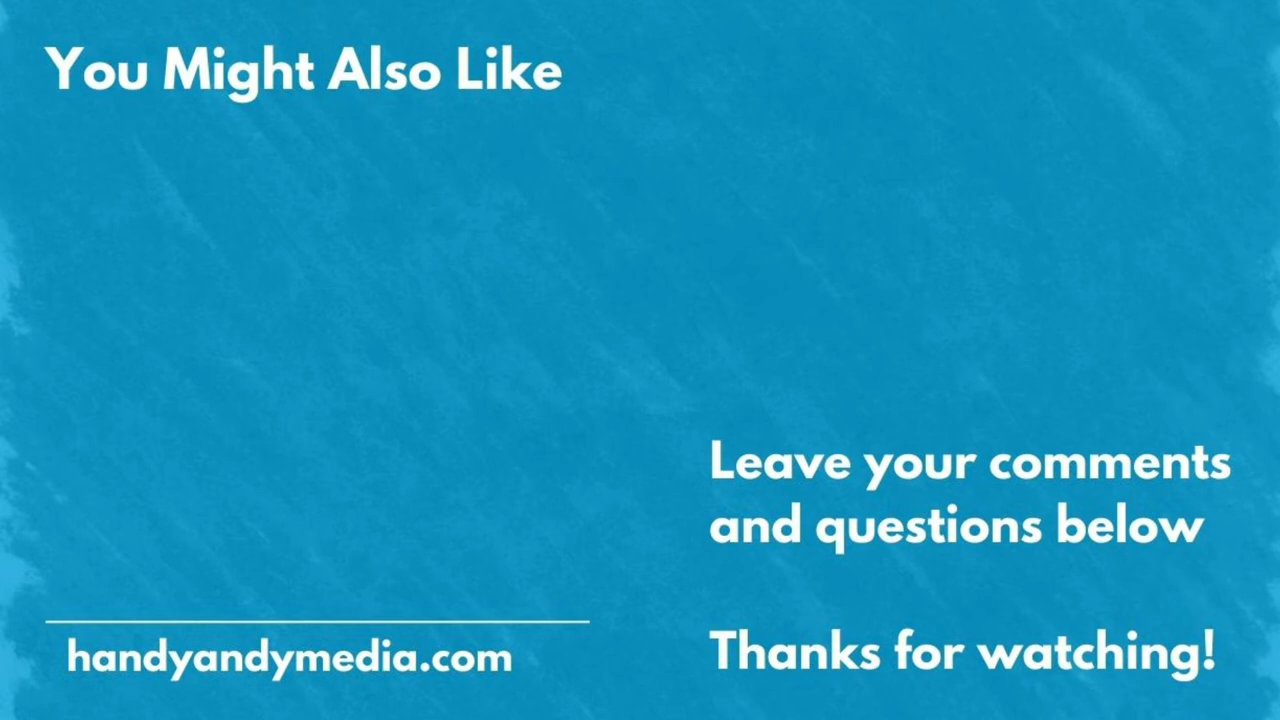 You Might Also Like
Leave your comments
and questions below
handyandymedia.com
Thanks for watching!